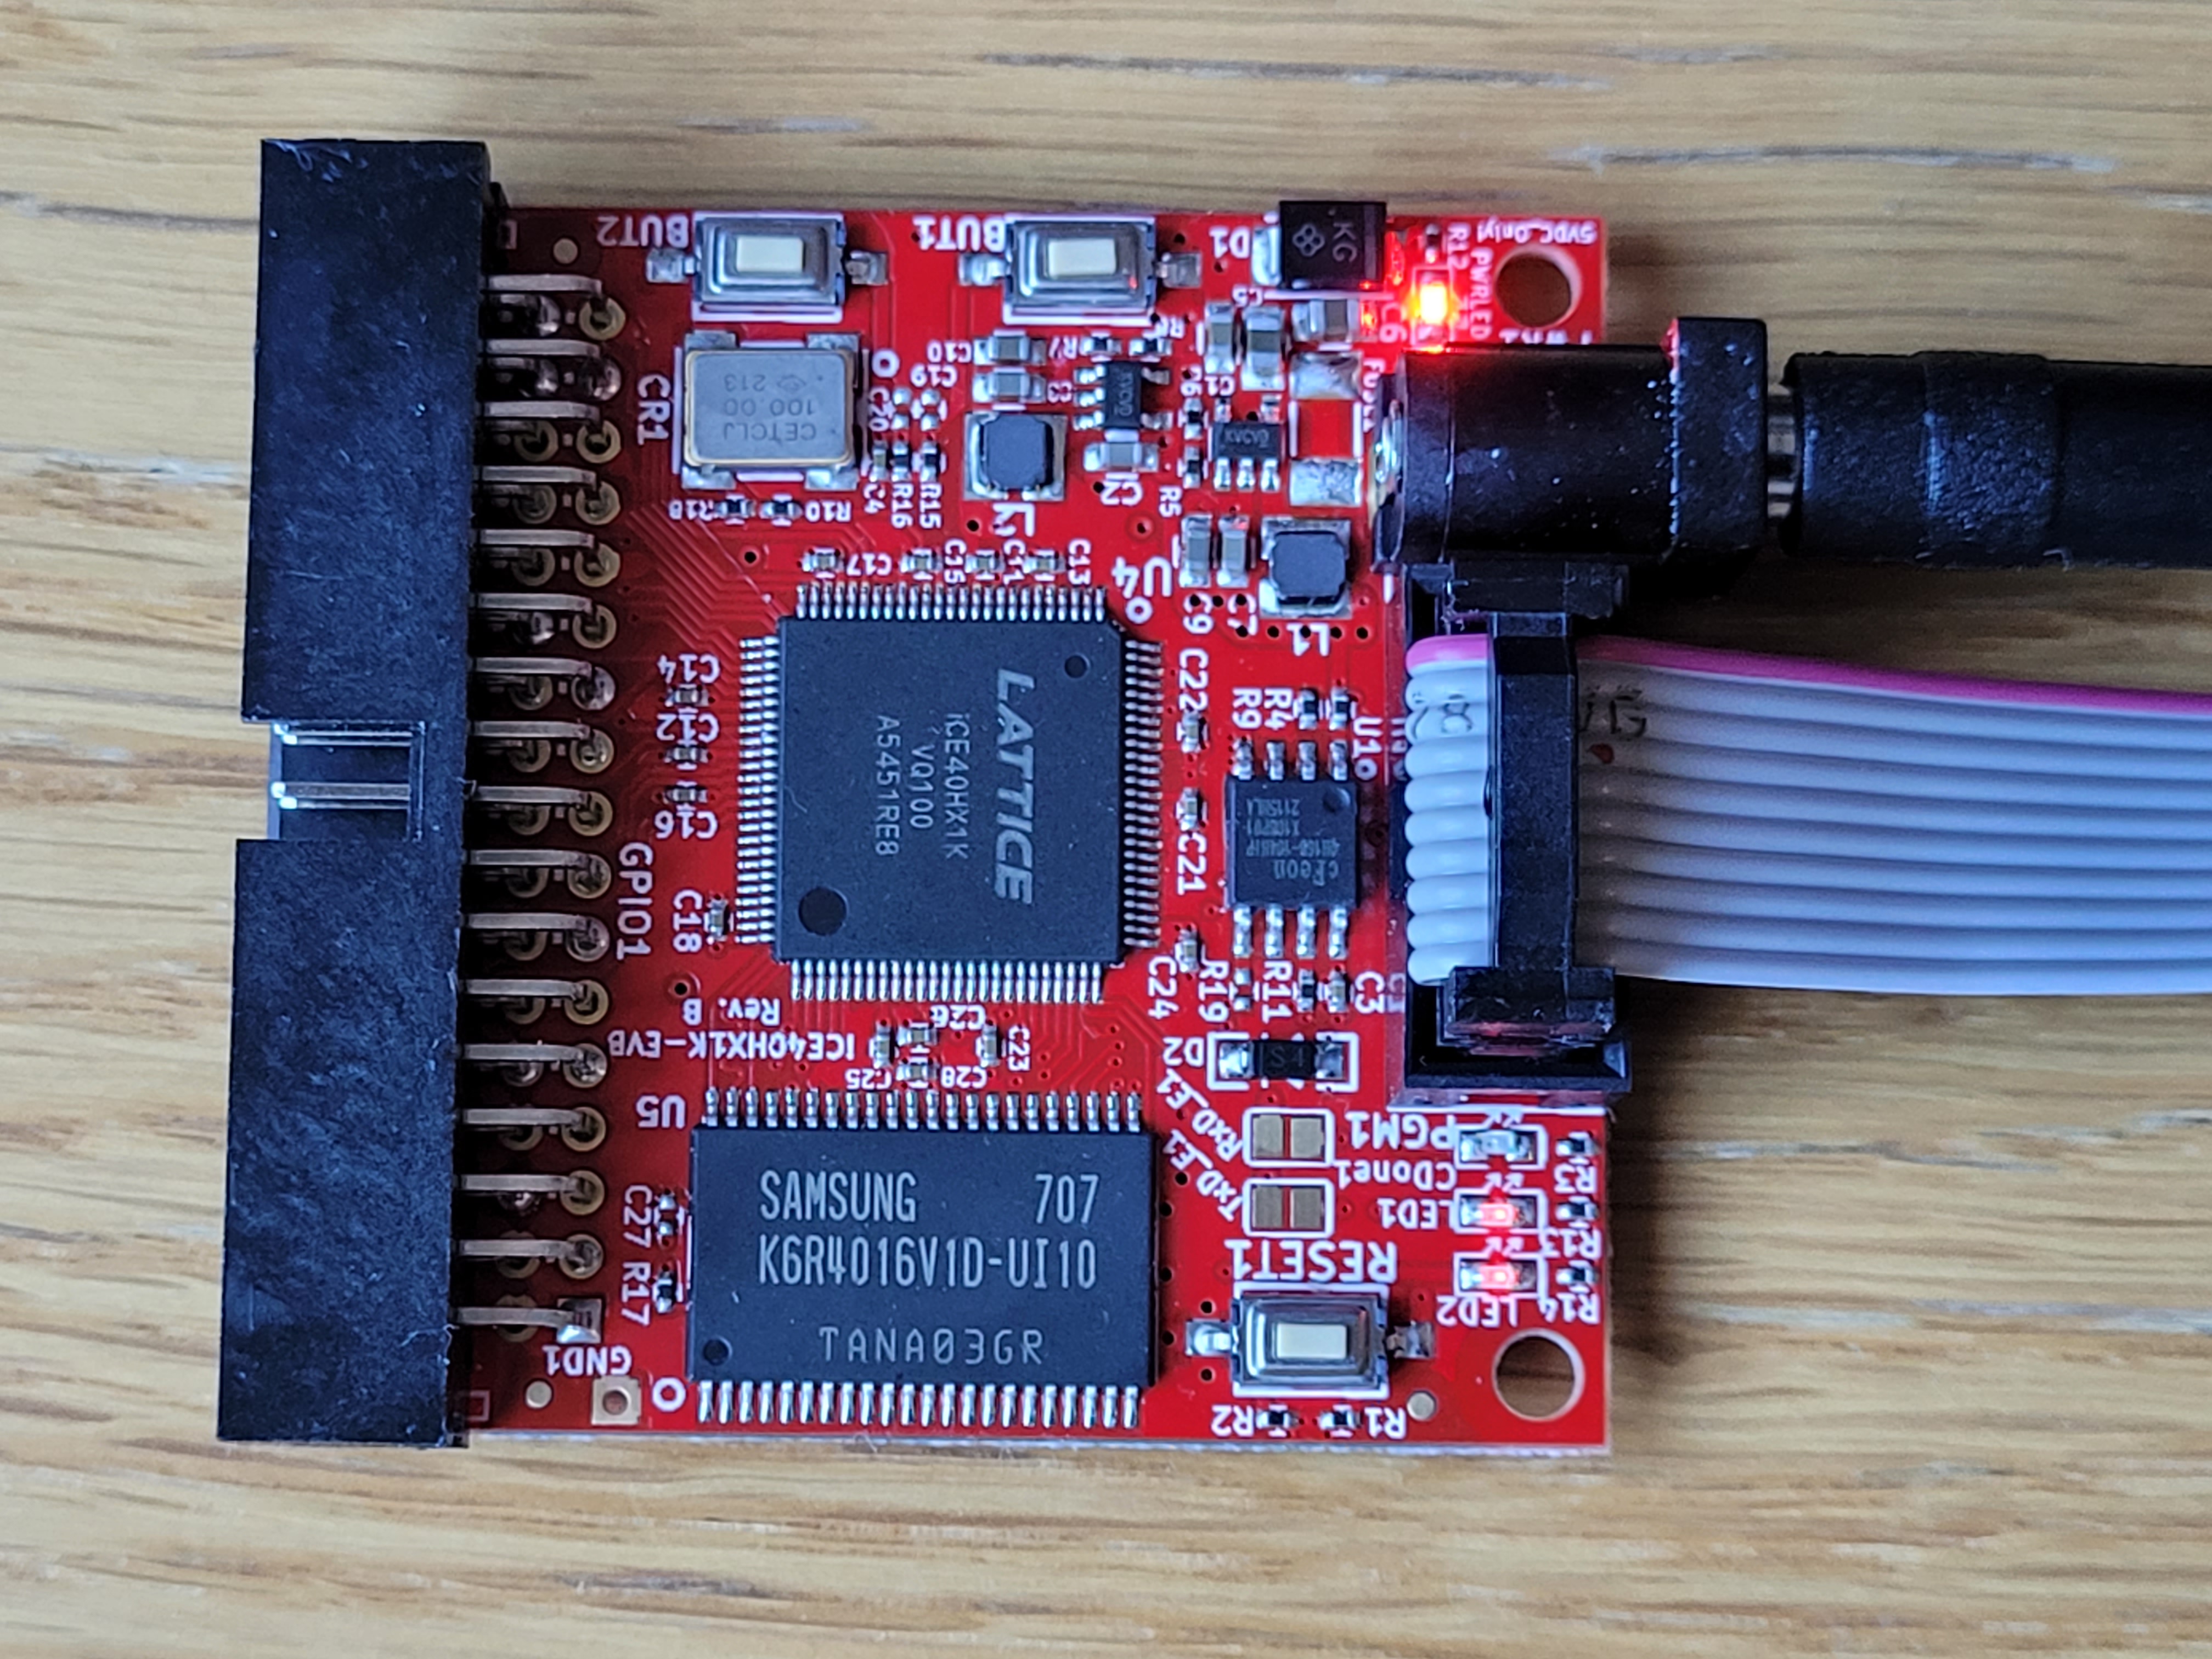 5VDC_Only!
PWRLED
R12
C6
FUSE1
KG
D1
L1
C7
C9
R5
U1
R4
R9
C3
R11
R19
D2
C22
C21
C24
R3
R13
R14
LED2
LED1
CDone1
PGM1
RxD_E1
TxD_E1
RESET1
R1
R2
U4
BUT1
L2
C10
C19
C20
R15
R16
C4
C13
C11
C15
C17
LATTICE
iCE40HX1K
VQ100
A5451RE8
C23
C26
C28
C25
SAMSUNG 707
K6R4016V1D-UI10
TANA03GR
BUT2
CETCLJ
100.00
213
CR1
R10
R18
C14
C12
C16
C18
GPIO1
iCE40HX1K-EVB
Rev. B
U5
C27
R17
GND1